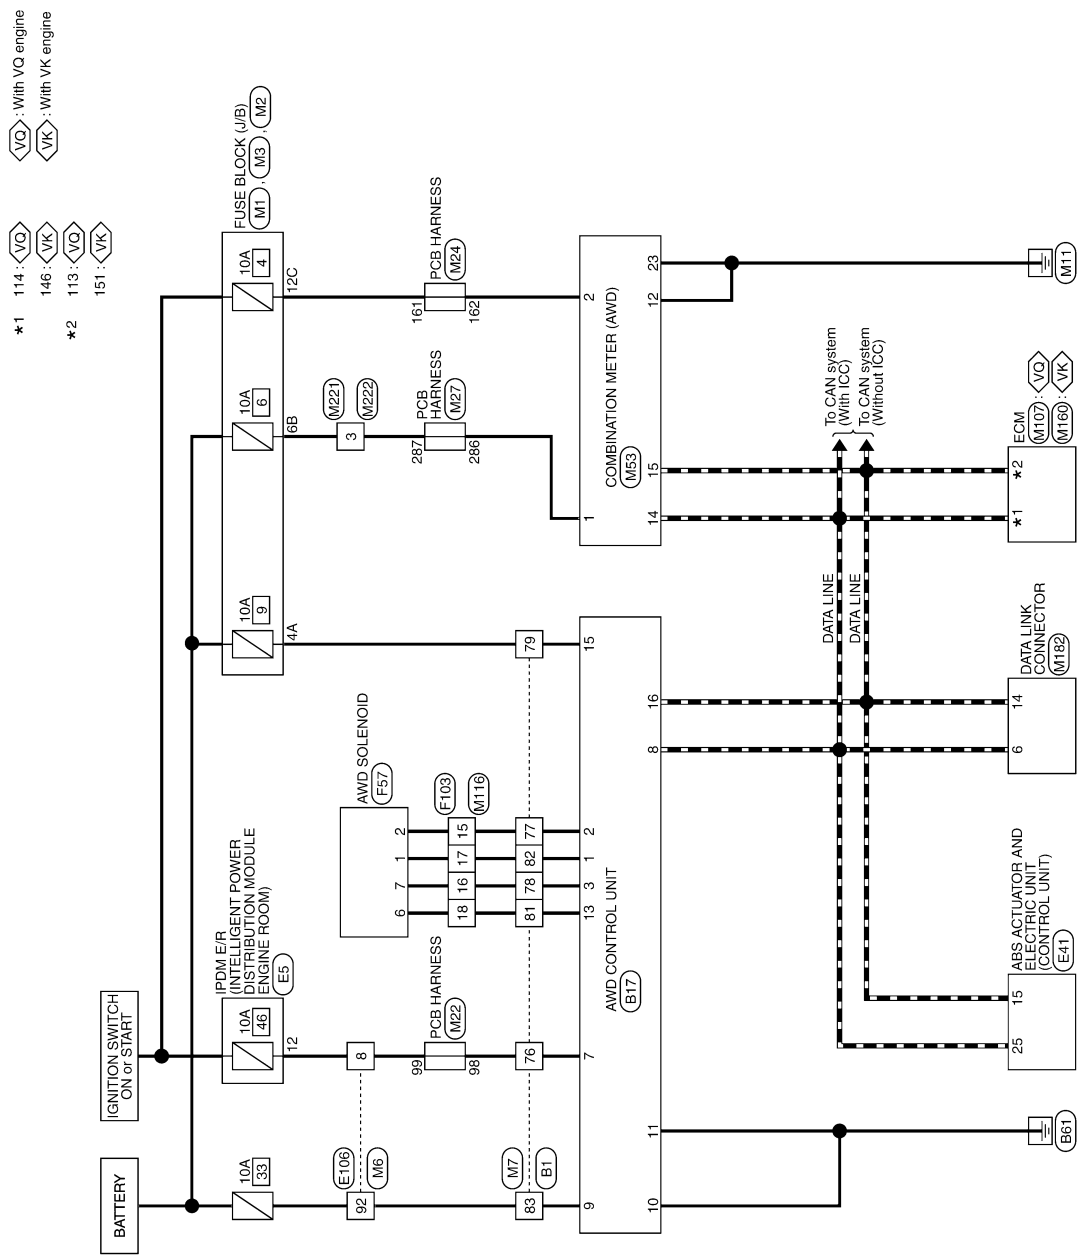 BATTERY
IGNITION SWITCH
ON or START
IPDM E/R
(INTELLIGENT POWER
DISTRIBUTION MODULE
ENGINE ROOM)
E5
FUSE BLOCK (J/B)
M1 , M3 , M2
*1 114 : VQ
146 : VK
*2 113 : VQ
151 : VK
VQ : With VQ engine
VK : With VK engine
10A
33
10A
46
10A
9
10A
6
10A
4
12
4A
6B
12C
E106
M6
92
8
AWD SOLENOID
F57
6 7 1 2
F103
M116
18 16 17 15
PCB HARNESS
M22
99
98
M221
M222
3
PCB
HARNESS
M27
287
286
PCB HARNESS
M24
161
162
M7
B1
83 76 81 78 82 77 79
9 7 13 3 1 2 15
AWD CONTROL UNIT
B17
10 11 8 16
1 2
COMBINATION METER (AWD)
M53
14 15 12 23
DATA LINE
DATA LINE
To CAN system
(With ICC)
To CAN system
(Without ICC)
B61
25 15
ABS ACTUATOR AND
ELECTRIC UNIT
(CONTROL UNIT)
E41
6 14
DATA LINK
CONNECTOR
M182
*1 *2
ECM
M107 : VQ
M160 : VK
M11